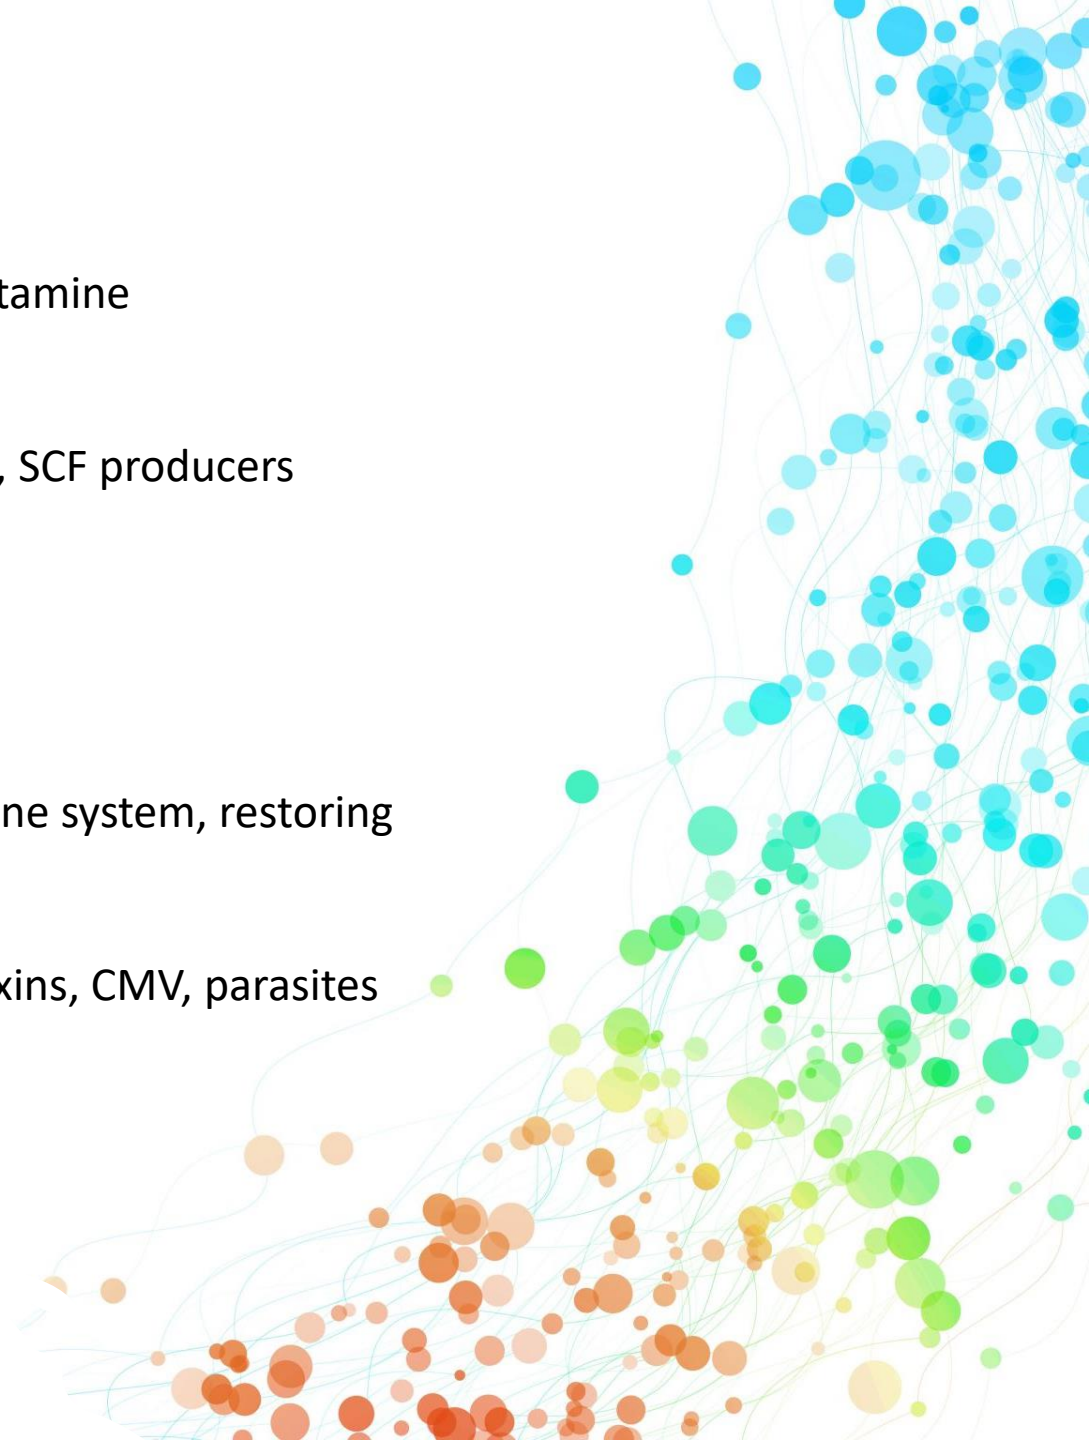 tamine
, SCF producers
ne system, restoring
xins, CMV, parasites